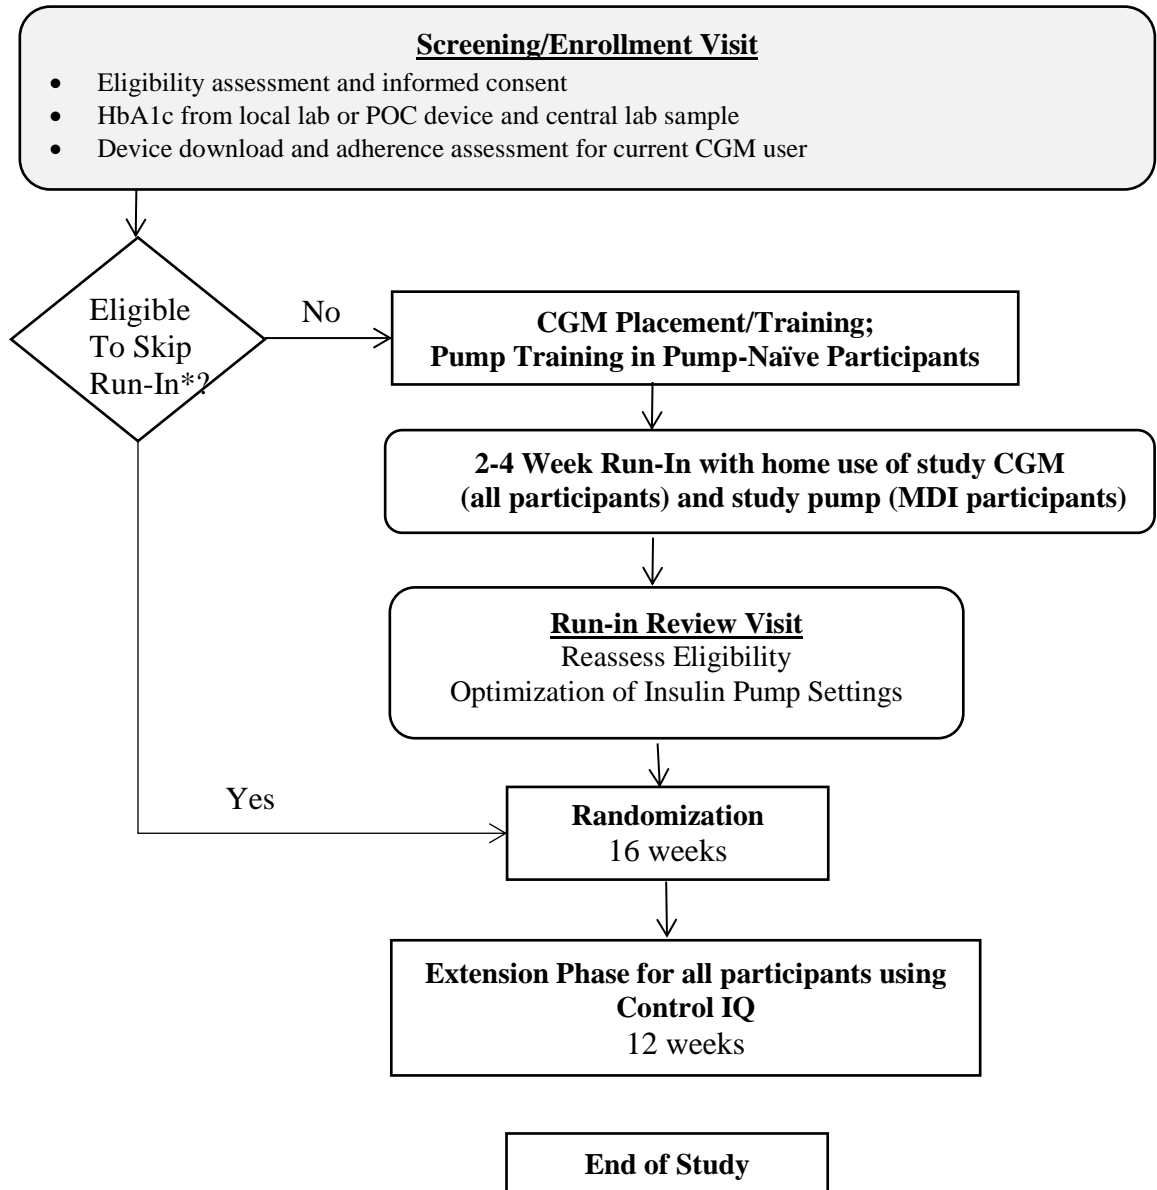 Screening/Enrollment Visit
• Eligibility assessment and informed consent
• HbA1c from local lab or POC device and central lab sample
• Device download and adherence assessment for current CGM user
Eligible
To Skip
Run-In*?
No
CGM Placement/Training;
Pump Training in Pump-Naïve Participants
2-4 Week Run-In with home use of study CGM
(all participants) and study pump (MDI participants)
Run-in Review Visit
Reassess Eligibility
Optimization of Insulin Pump Settings
Yes
Randomization
16 weeks
Extension Phase for all participants using
Control IQ
12 weeks
End of Study